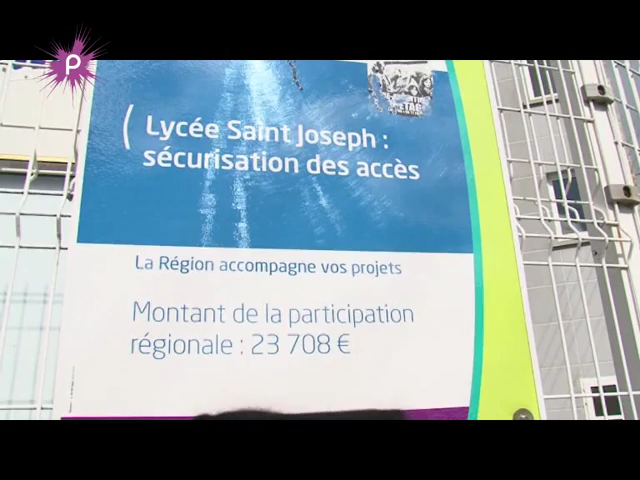 P
Lycée Saint Joseph :
sécurisation des accès
La Région accompagne vos projets
Montant de la participation
régionale : 23 708 €